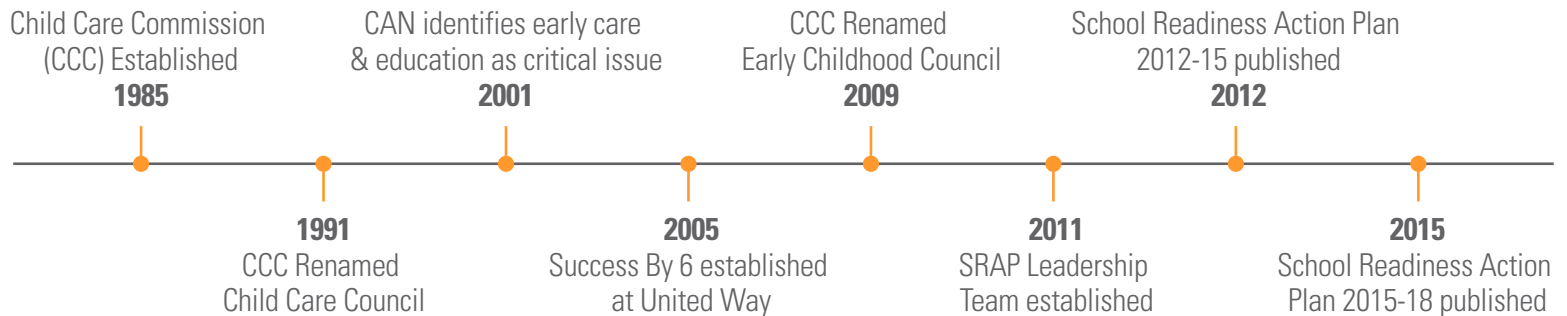 Child Care Commission
(CCC) Established
1985
CAN identifies early care
& education as critical issue
2001
CCC Renamed
Early Childhood Council
2009
School Readiness Action Plan
2012-15 published
2012
1991
CCC Renamed
Child Care Council
2005
Success By 6 established
at United Way
2011
SRAP Leadership
Team established
2015
School Readiness Action
Plan 2015-18 published